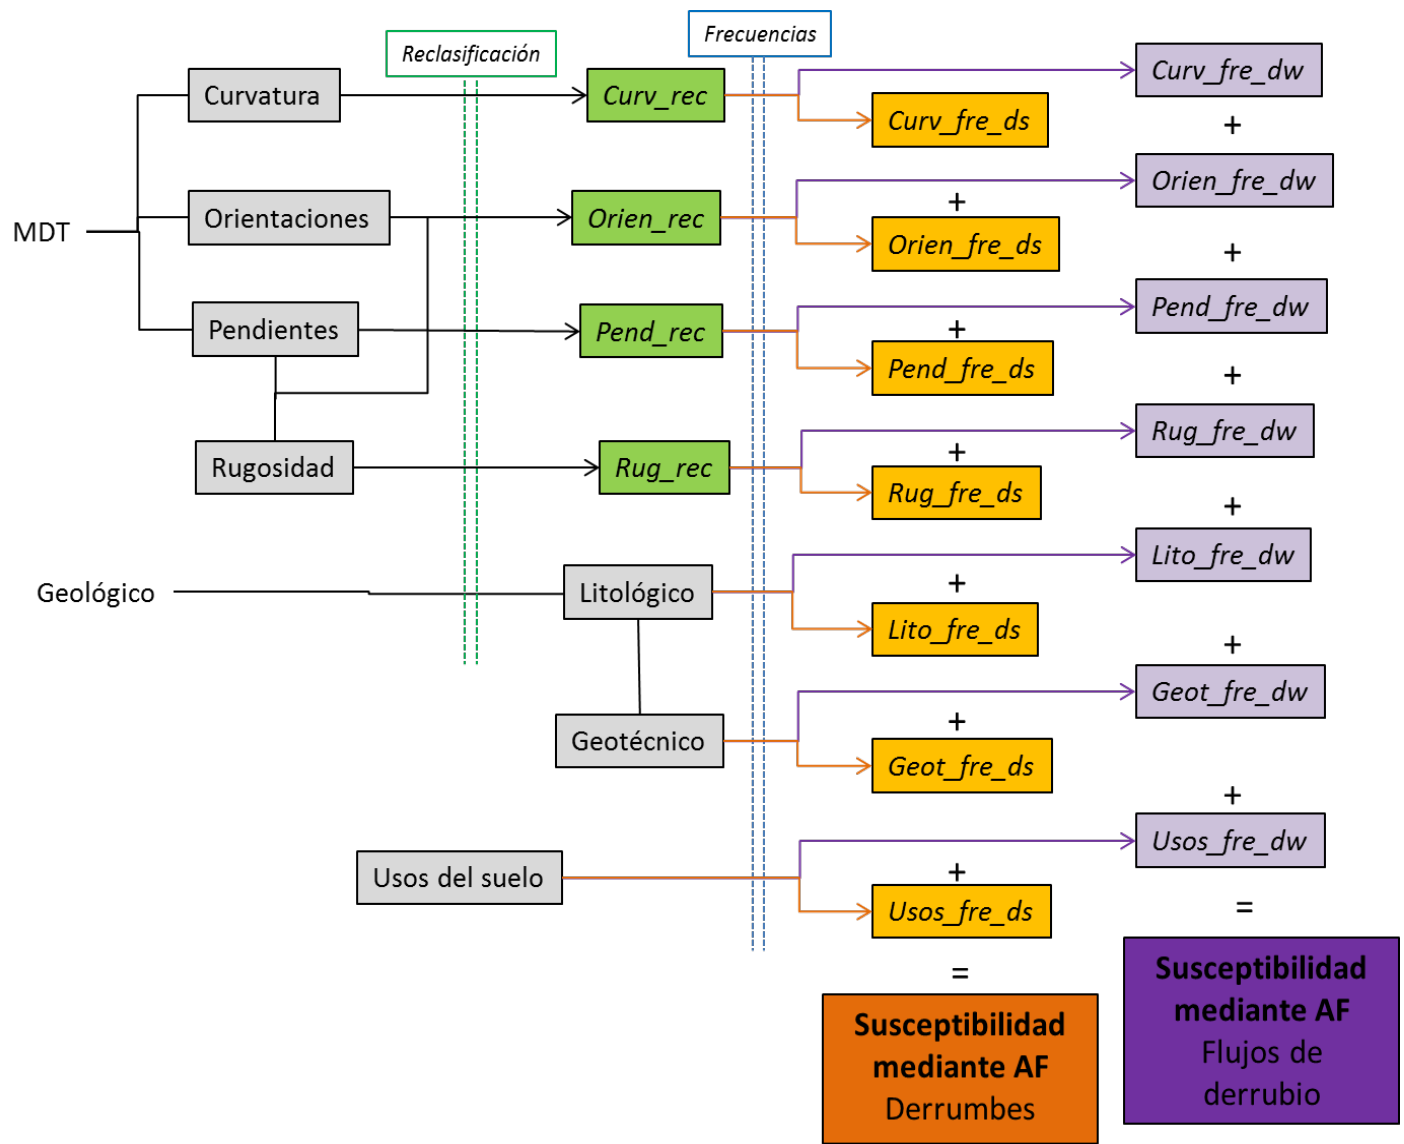 Reclasificación
Frecuencias
Curvatura
Curv_rec
Curv_fre_dw
Curv_fre_ds
+
MDT
Orientaciones
Orien_rec
Orien_fre_dw
+
Orien_fre_ds
+
Pendientes
Pend_rec
Pend_fre_dw
+
Pend_fre_ds
+
Rugosidad
Rug_rec
Rug_fre_dw
+
Rug_fre_ds
+
Geológico
Litológico
Lito_fre_dw
+
Lito_fre_ds
+
Geotécnico
Geot_fre_dw
+
Geot_fre_ds
+
Usos del suelo
Usos_fre_dw
+
Usos_fre_ds
=
=
Susceptibilidad
mediante AF
Derrumbes
Susceptibilidad
mediante AF
Flujos de
derrubio